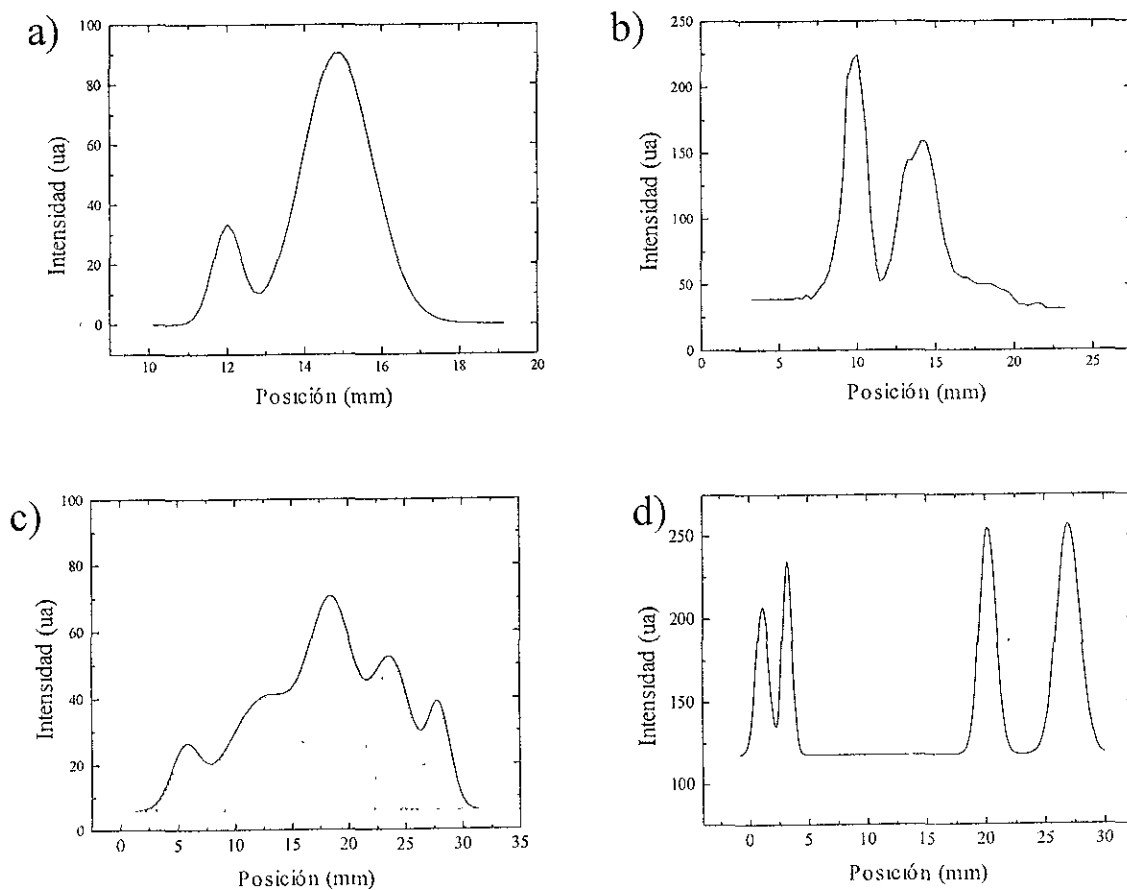 a)
100
80
60
40
20
0
Intensidad (ua)
10 12 14 16 18 20
Posición (mm)
b)
250
200
150
100
50
0
Intensidad (ua)
0 5 10 15 20 25
Posición (mm)
c)
100
80
60
40
20
0
Intensidad (ua)
0 5 10 15 20 25 30 35
Posición (mm)
d)
250
200
150
100
Intensidad (ua)
0 5 10 15 20 25 30
Posición (mm)